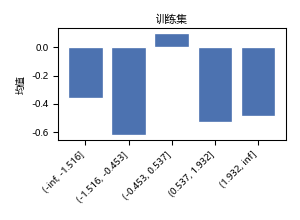 训练集
均值
0.0
-0.2
-0.4
-0.6
(-inf, -1.516]
(-1.516, -0.453]
(-0.453, 0.537]
(0.537, 1.932]
(1.932, inf]